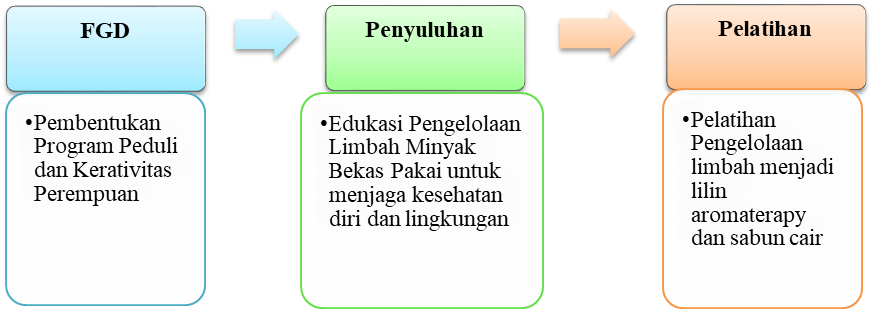 FGD
Penyuluhan
Pelatihan
•Pembentukan
Program Peduli
dan Kerativitas
Perempuan
•Edukasi Pengelolaan
Limbah Minyak
Bekas Pakai untuk
menjaga kesehatan
diri dan lingkungan
•Pelatihan
Pengelolaan
limbah menjadi
lilin
aromaterapy
dan sabun cair